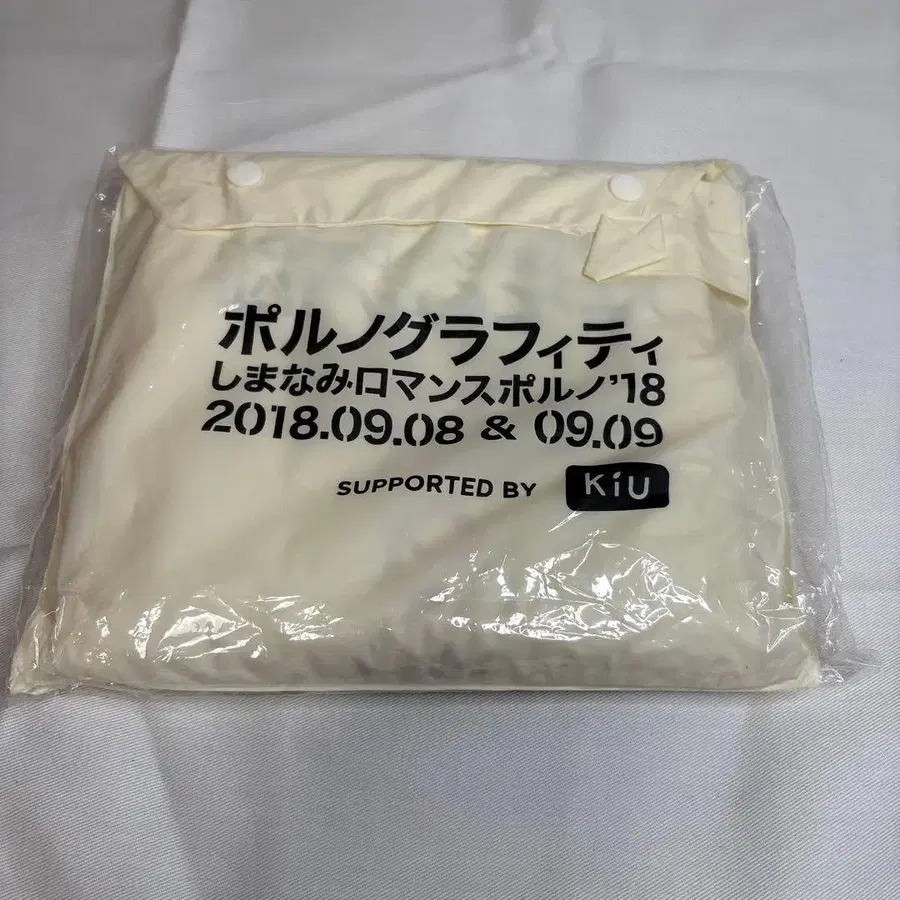 ポルノグラフィティ
しまなみロマンスポルノ'18
2018.09.08 & 09.09
SUPPORTED BY KiU